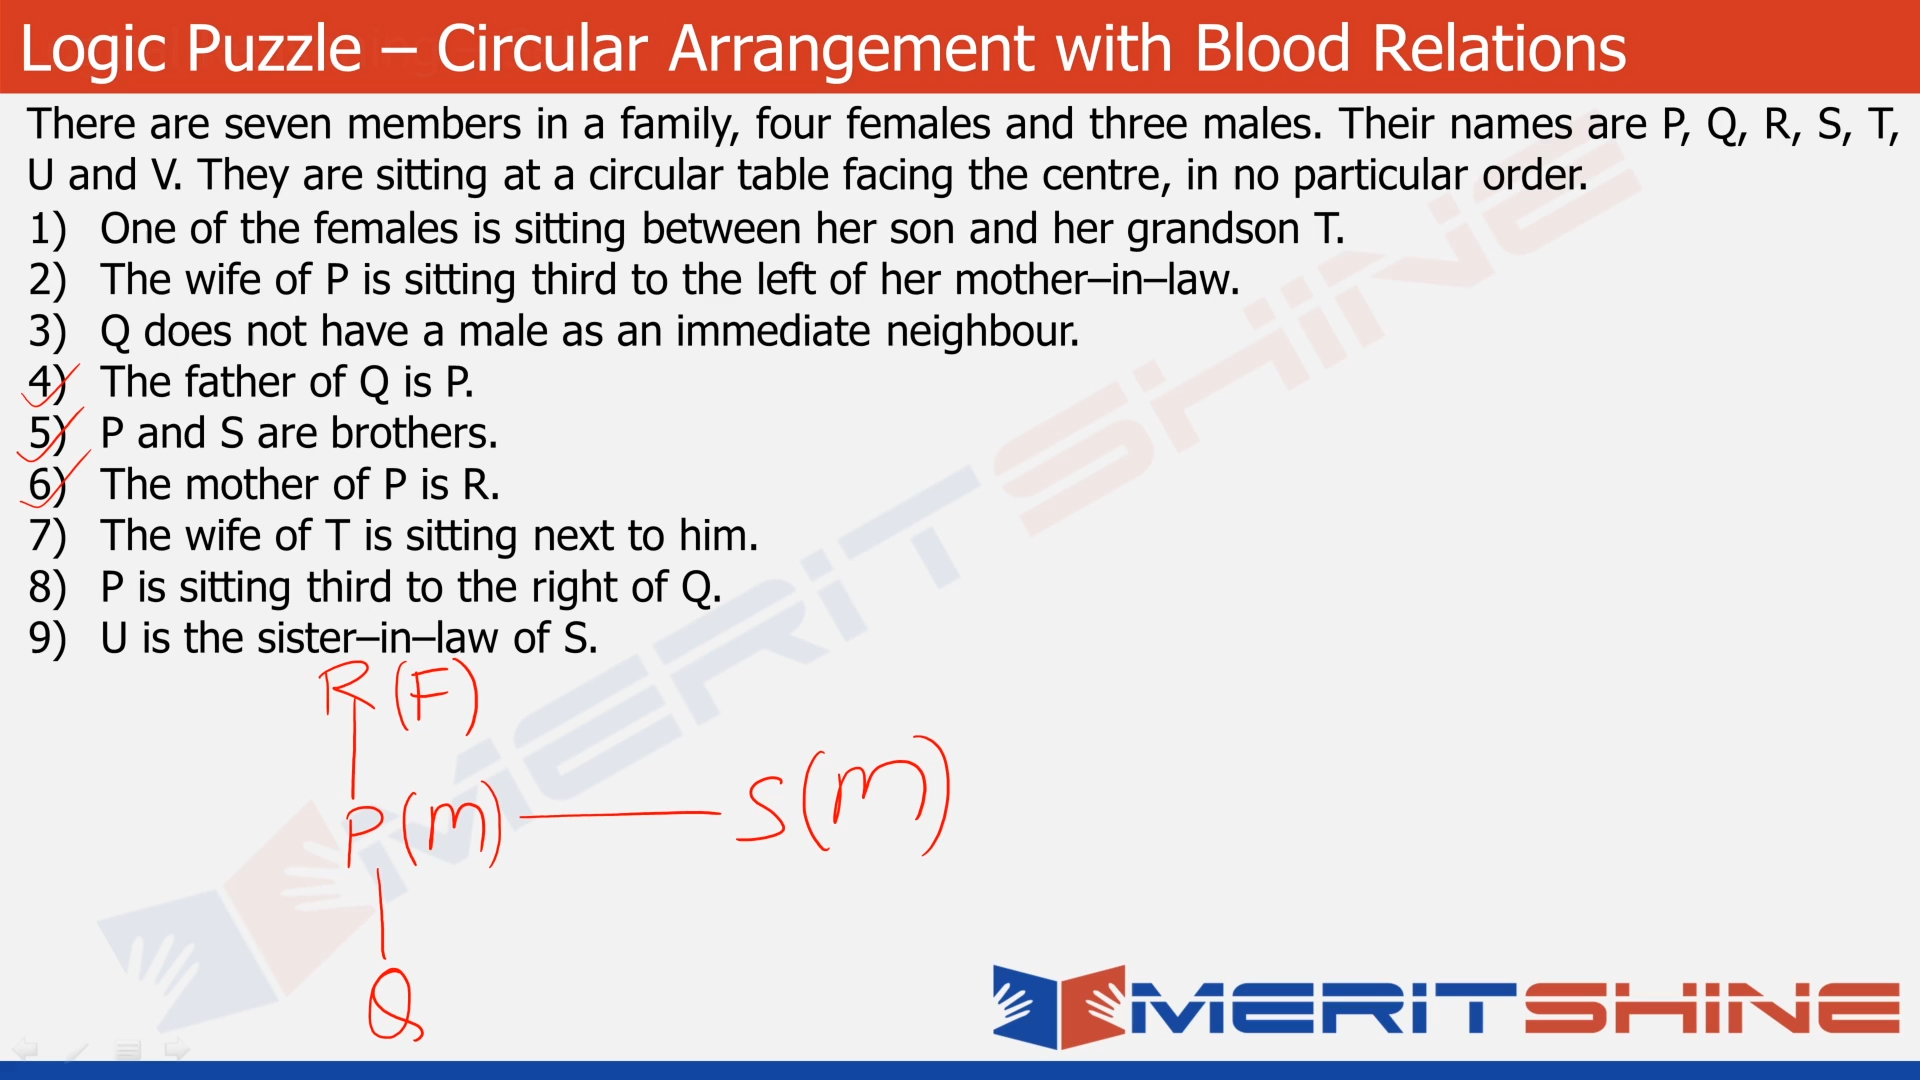 Logic Puzzle – Circular Arrangement with Blood Relations
There are seven members in a family, four females and three males. Their names are P, Q, R, S, T,
U and V. They are sitting at a circular table facing the centre, in no particular order.
1) One of the females is sitting between her son and her grandson T.
2) The wife of P is sitting third to the left of her mother–in–law.
3) Q does not have a male as an immediate neighbour.
4) The father of Q is P.
5) P and S are brothers.
6) The mother of P is R.
7) The wife of T is sitting next to him.
8) P is sitting third to the right of Q.
9) U is the sister–in–law of S.
R (F)
P (m) S (m)
Q
MERiTSHiNE
MERiTSHiNE